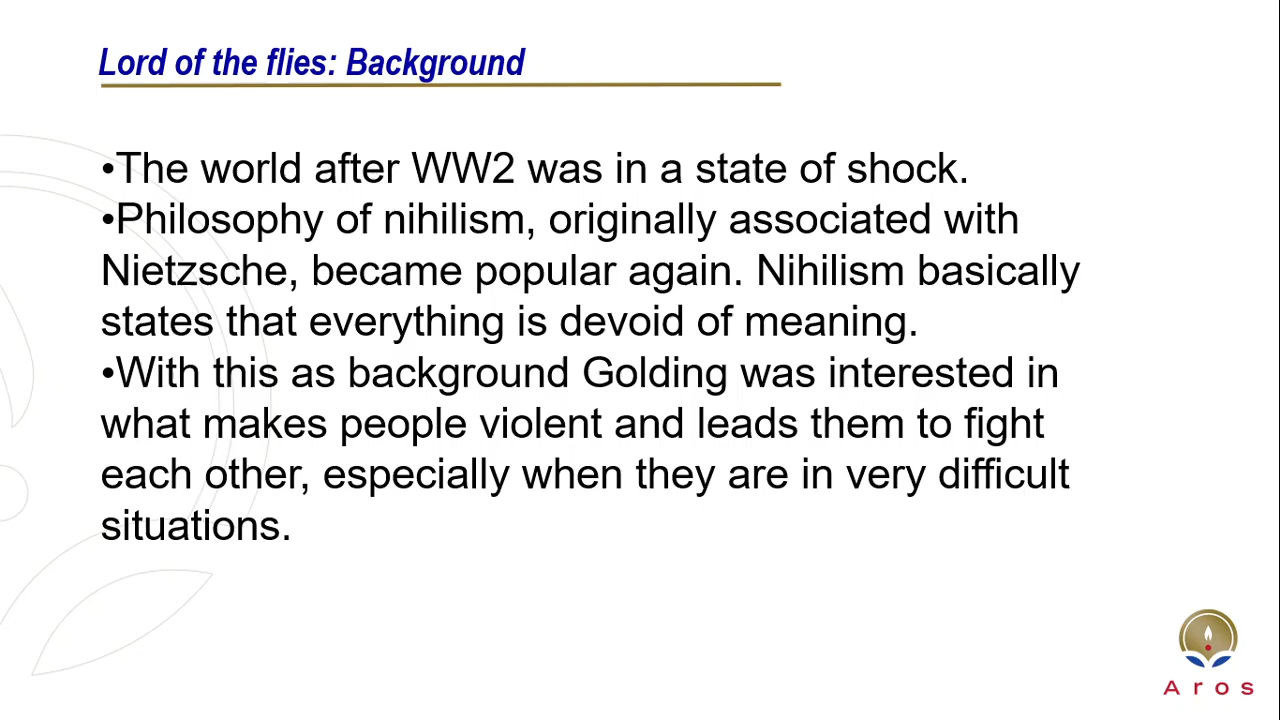 Lord of the flies: Background
•The world after WW2 was in a state of shock.
•Philosophy of nihilism, originally associated with
Nietzsche, became popular again. Nihilism basically
states that everything is devoid of meaning.
•With this as background Golding was interested in
what makes people violent and leads them to fight
each other, especially when they are in very difficult
situations.
Aros